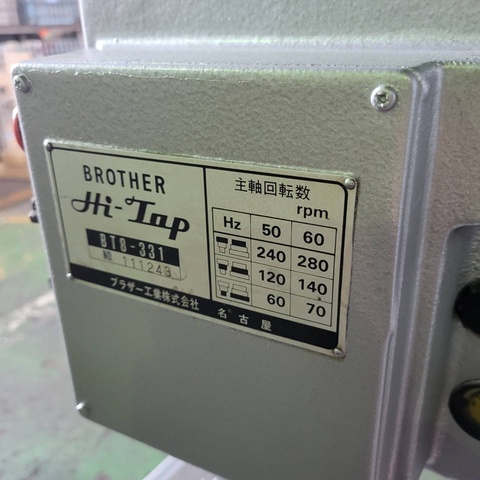 BROTHER
Hi-Tap
BT8-331
NO 111243
ブラザー工業株式会社 名古屋
主軸回転数
rpm
Hz 50 60
240 280
120 140
60 70